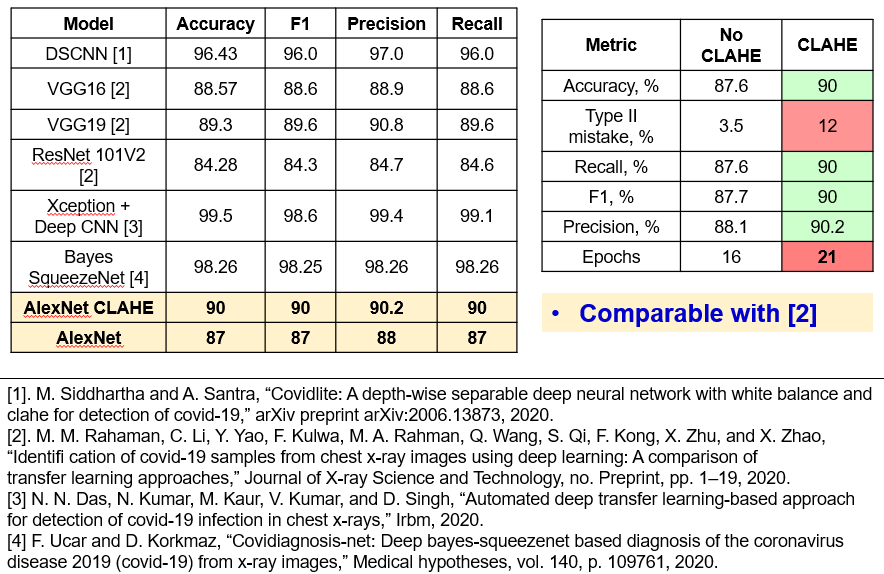 Model Accuracy F1 Precision Recall
DSCNN [1] 96.43 96.0 97.0 96.0
VGG16 [2] 88.57 88.6 88.9 88.6
VGG19 [2] 89.3 89.6 90.8 89.6
ResNet 101V2
[2] 84.28 84.3 84.7 84.6
Xception +
Deep CNN [3] 99.5 98.6 99.4 99.1
Bayes
SqueezeNet [4] 98.26 98.25 98.26 98.26
AlexNet CLAHE 90 90 90.2 90
AlexNet 87 87 88 87
Metric No
CLAHE CLAHE
Accuracy, % 87.6 90
Type II
mistake, % 3.5 12
Recall, % 87.6 90
F1, % 87.7 90
Precision, % 88.1 90.2
Epochs 16 21
• Comparable with [2]
[1]. M. Siddhartha and A. Santra, “Covidlite: A depth-wise separable deep neural network with white balance and
clahe for detection of covid-19,” arXiv preprint arXiv:2006.13873, 2020.
[2]. M. M. Rahaman, C. Li, Y. Yao, F. Kulwa, M. A. Rahman, Q. Wang, S. Qi, F. Kong, X. Zhu, and X. Zhao,
“Identifi cation of covid-19 samples from chest x-ray images using deep learning: A comparison of
transfer learning approaches,” Journal of X-ray Science and Technology, no. Preprint, pp. 1–19, 2020.
[3] N. N. Das, N. Kumar, M. Kaur, V. Kumar, and D. Singh, “Automated deep transfer learning-based approach
for detection of covid-19 infection in chest x-rays,” Irbm, 2020.
[4] F. Ucar and D. Korkmaz, “Covidiagnosis-net: Deep bayes-squeezenet based diagnosis of the coronavirus
disease 2019 (covid-19) from x-ray images,” Medical hypotheses, vol. 140, p. 109761, 2020.